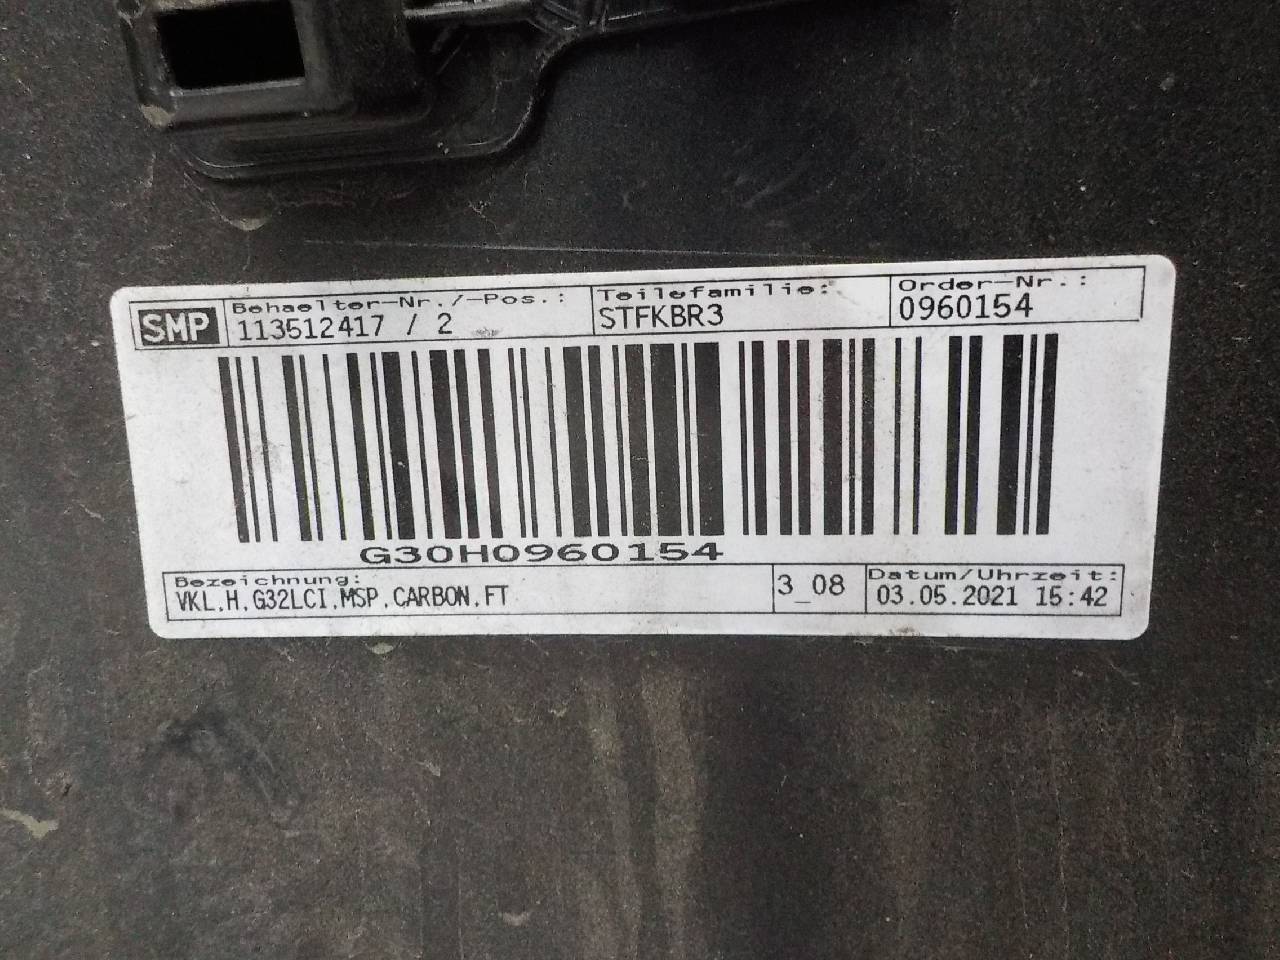 SMP
Behaelter-Nr./-Pos.:
113512417 / 2
Teilefamilie:
STFKBR3
Order-Nr.:
0960154
G30H0960154
Bezeichnung:
VKL.H.G32LCI.MSP.CARBON.FT
3_08
Datum/Uhrzeit:
03.05.2021 15:42